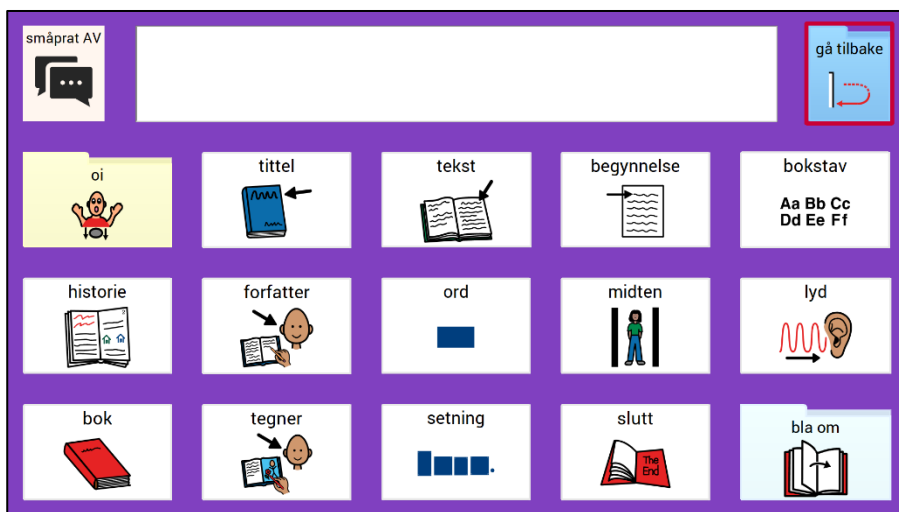 småprat AV
gå tilbake
oi
tittel
tekst
begynnelse
bokstav
Aa Bb Cc
Dd Ee Ff
historie
forfatter
ord
midten
lyd
bok
tegner
setning
slutt
The
End
bla om